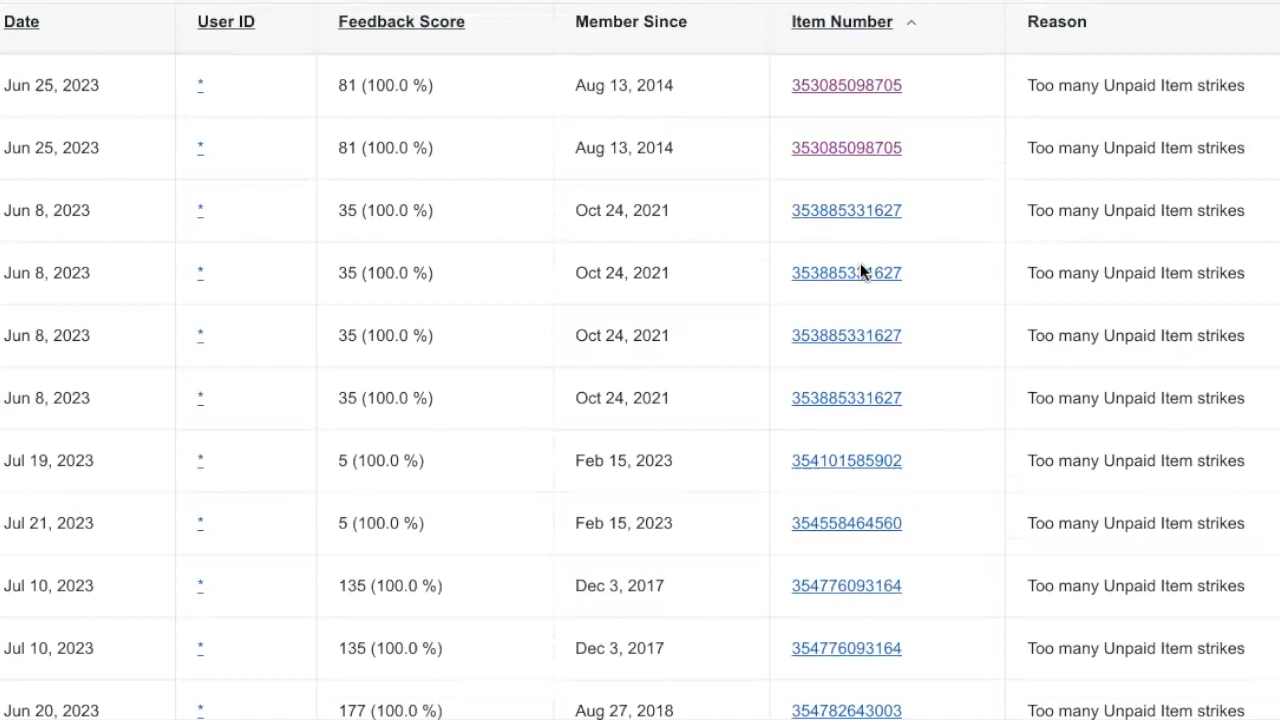 Date User ID Feedback Score Member Since Item Number Reason
Jun 25, 2023 * 81 (100.0 %) Aug 13, 2014 353085098705 Too many Unpaid Item strikes
Jun 25, 2023 * 81 (100.0 %) Aug 13, 2014 353085098705 Too many Unpaid Item strikes
Jun 8, 2023 * 35 (100.0 %) Oct 24, 2021 353885331627 Too many Unpaid Item strikes
Jun 8, 2023 * 35 (100.0 %) Oct 24, 2021 353885331627 Too many Unpaid Item strikes
Jun 8, 2023 * 35 (100.0 %) Oct 24, 2021 353885331627 Too many Unpaid Item strikes
Jun 8, 2023 * 35 (100.0 %) Oct 24, 2021 353885331627 Too many Unpaid Item strikes
Jul 19, 2023 * 5 (100.0 %) Feb 15, 2023 354101585902 Too many Unpaid Item strikes
Jul 21, 2023 * 5 (100.0 %) Feb 15, 2023 354558464560 Too many Unpaid Item strikes
Jul 10, 2023 * 135 (100.0 %) Dec 3, 2017 354776093164 Too many Unpaid Item strikes
Jul 10, 2023 * 135 (100.0 %) Dec 3, 2017 354776093164 Too many Unpaid Item strikes
Jun 20, 2023 * 177 (100.0 %) Aug 27, 2018 354782643003 Too many Unpaid Item strikes